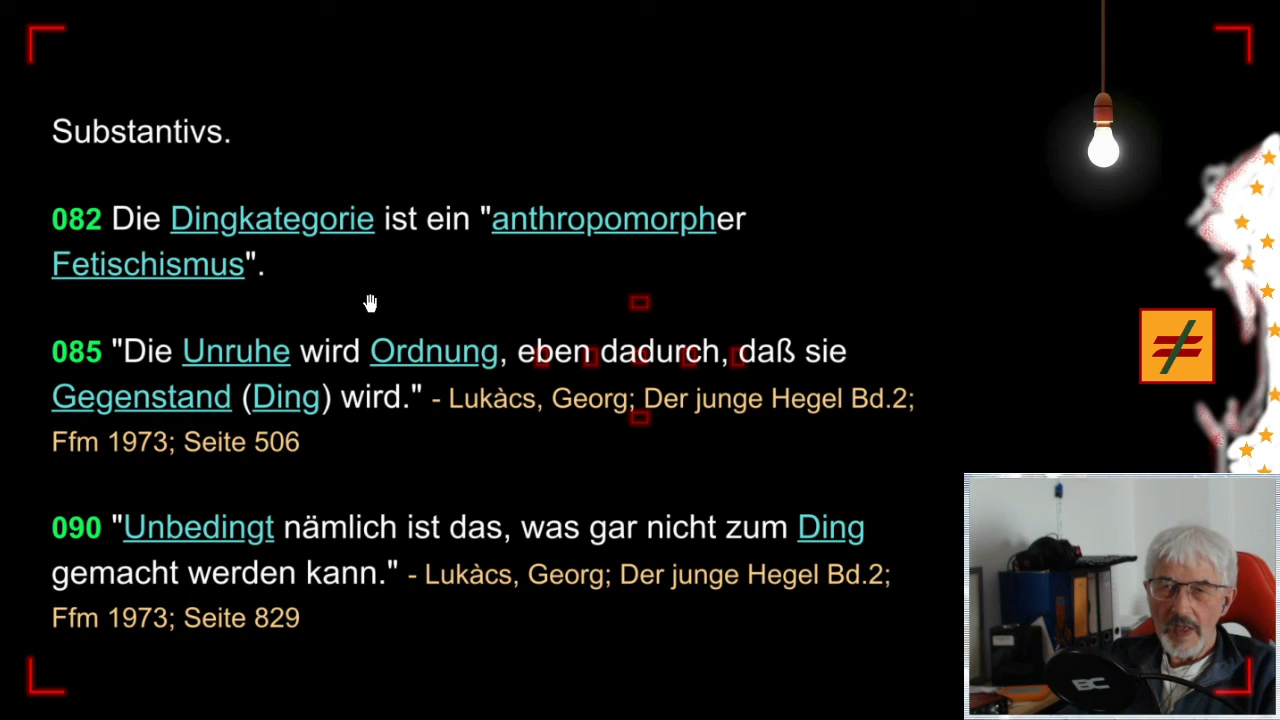 Substantivs.
082 Die Dingkategorie ist ein "anthropomorpher
Fetischismus".
085 "Die Unruhe wird Ordnung, eben dadurch, daß sie
Gegenstand (Ding) wird." - Lukàcs, Georg; Der junge Hegel Bd.2;
Ffm 1973; Seite 506
090 "Unbedingt nämlich ist das, was gar nicht zum Ding
gemacht werden kann." - Lukàcs, Georg; Der junge Hegel Bd.2;
Ffm 1973; Seite 829
BC